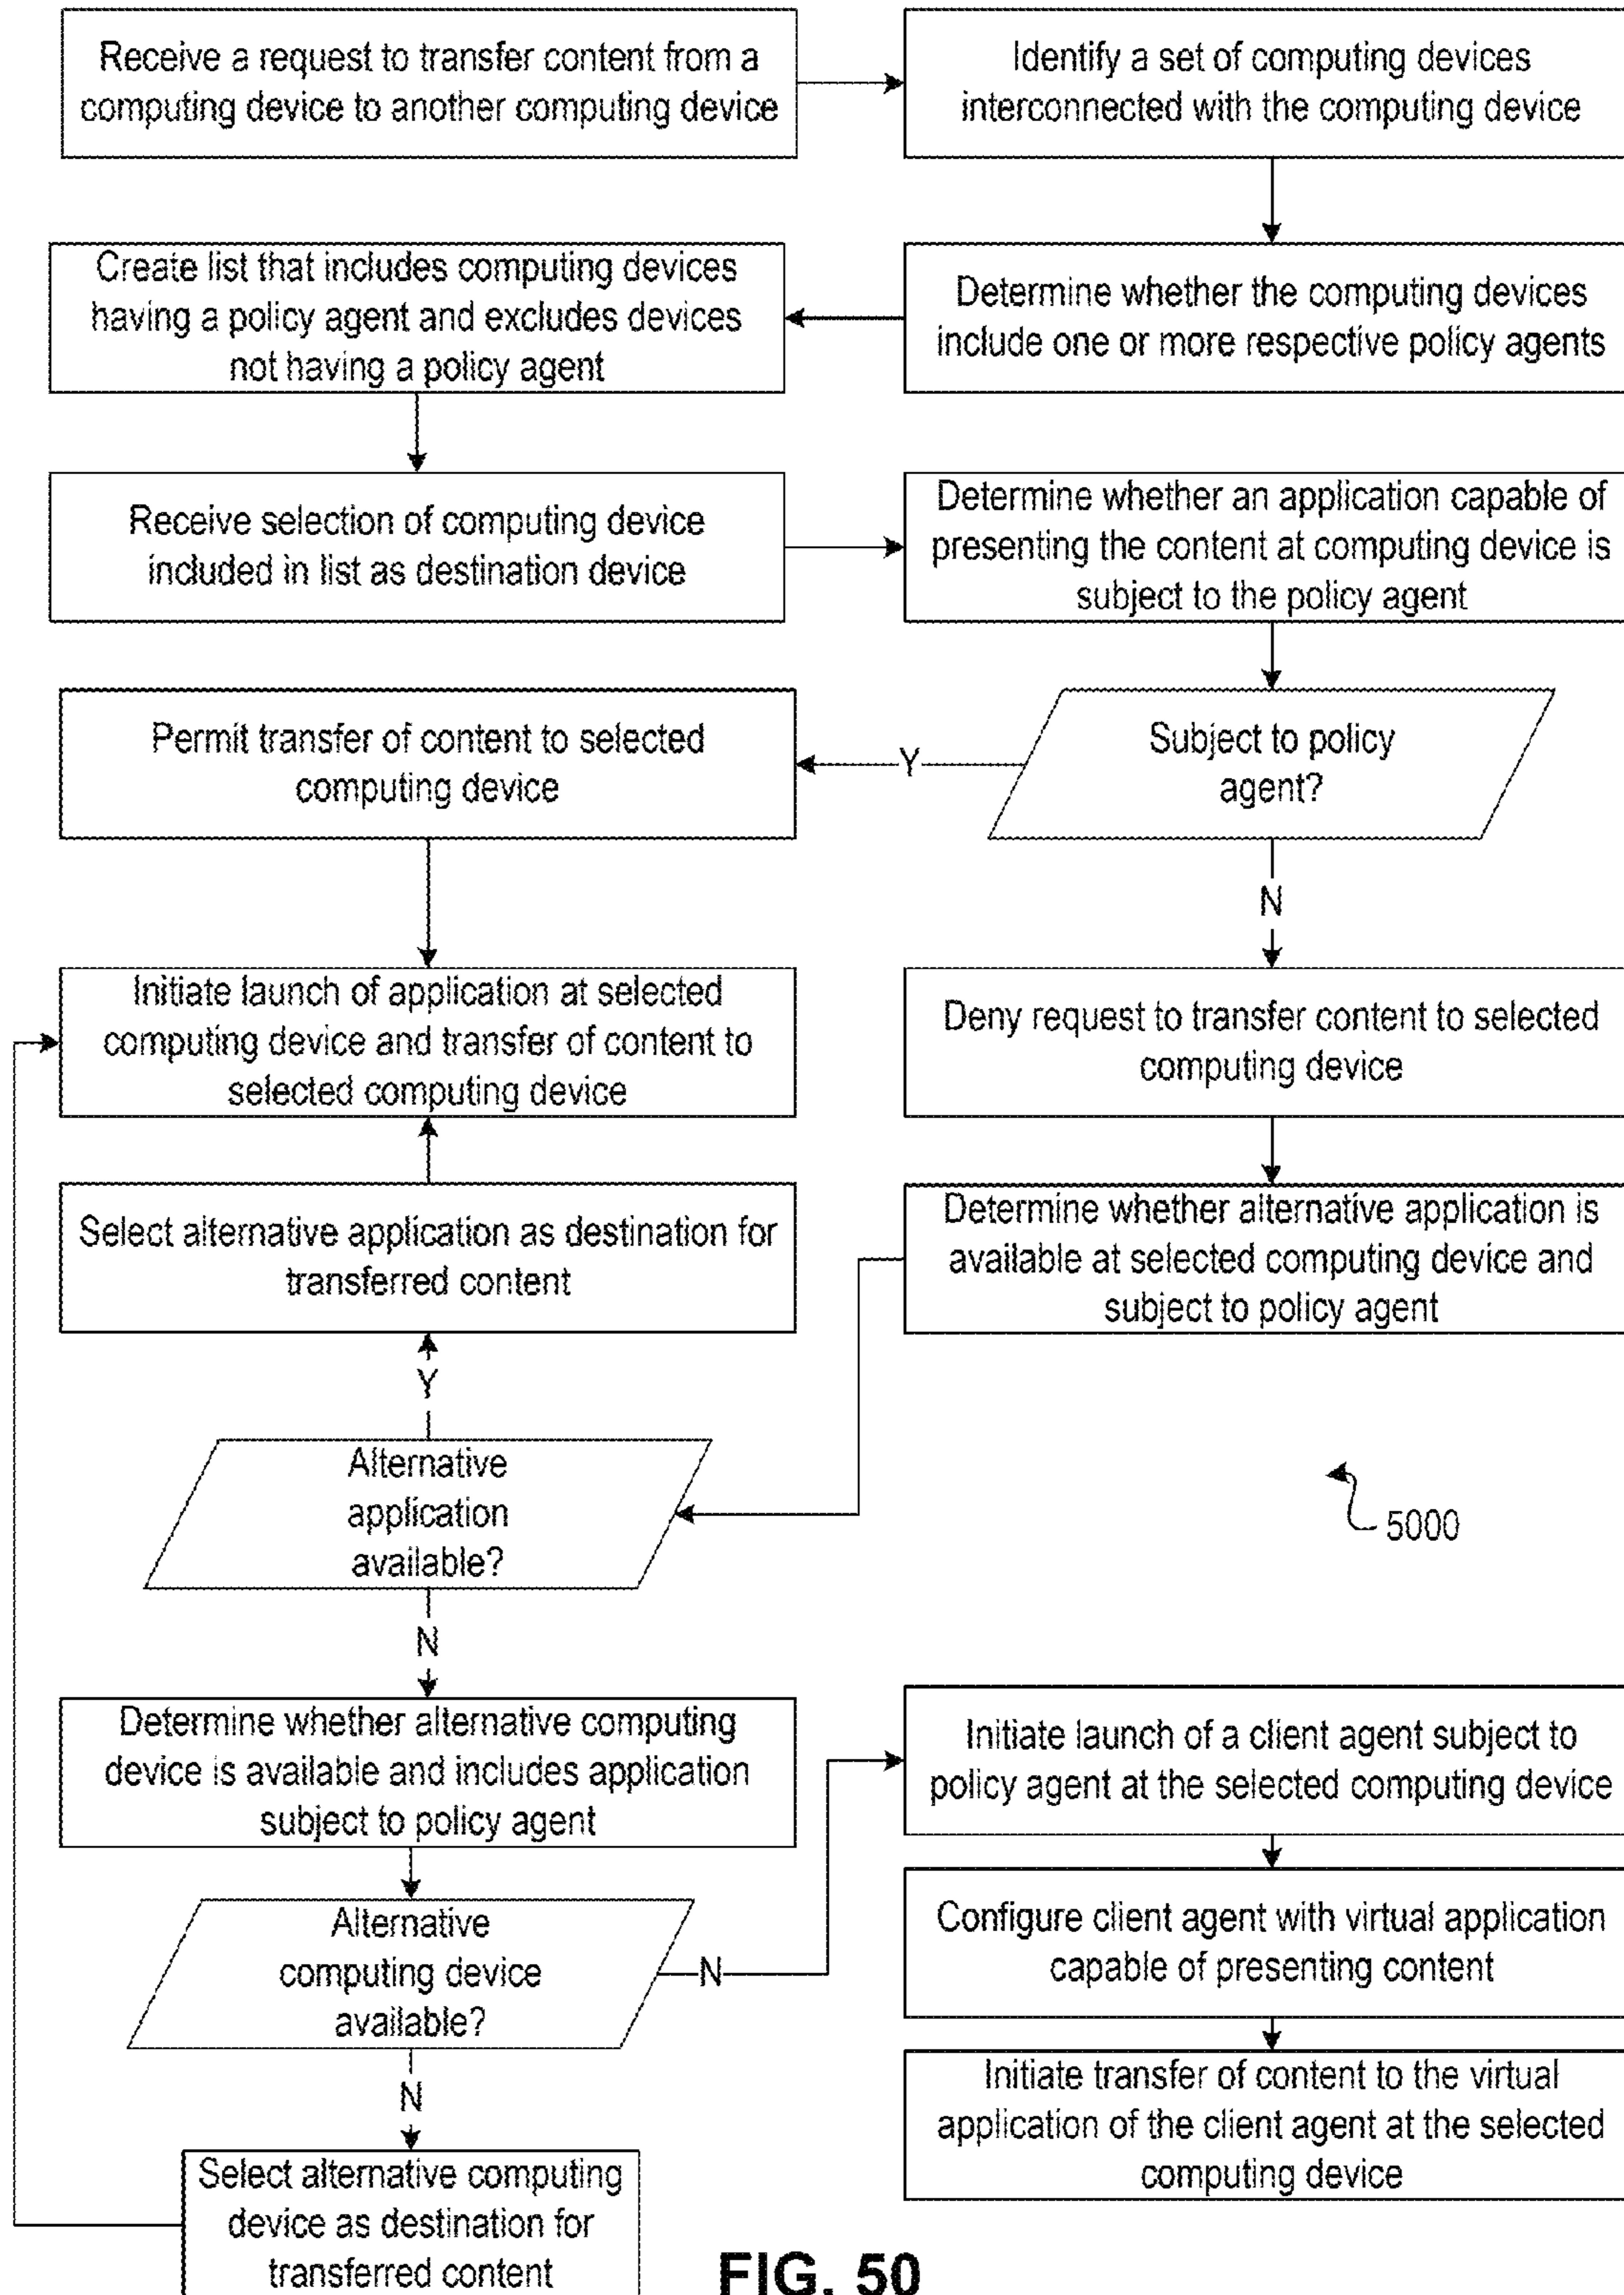 Receive a request to transfer content from a
computing device to another computing device
Identify a set of computing devices
interconnected with the computing device
Create list that includes computing devices
having a policy agent and excludes devices
not having a policy agent
Determine whether the computing devices
include one or more respective policy agents
Receive selection of computing device
included in list as destination device
Determine whether an application capable of
presenting the content at computing device is
subject to the policy agent
Permit transfer of content to selected
computing device
Y
Subject to policy
agent?
N
Initiate launch of application at selected
computing device and transfer of content to
selected computing device
Deny request to transfer content to selected
computing device
Select alternative application as destination for
transferred content
Determine whether alternative application is
available at selected computing device and
subject to policy agent
Y
Alternative
application
available?
5000
N
Determine whether alternative computing
device is available and includes application
subject to policy agent
Initiate launch of a client agent subject to
policy agent at the selected computing device
Alternative
computing device
available?
N
Configure client agent with virtual application
capable of presenting content
N
Initiate transfer of content to the virtual
application of the client agent at the selected
computing device
Select alternative computing
device as destination for
transferred content
FIG. 50